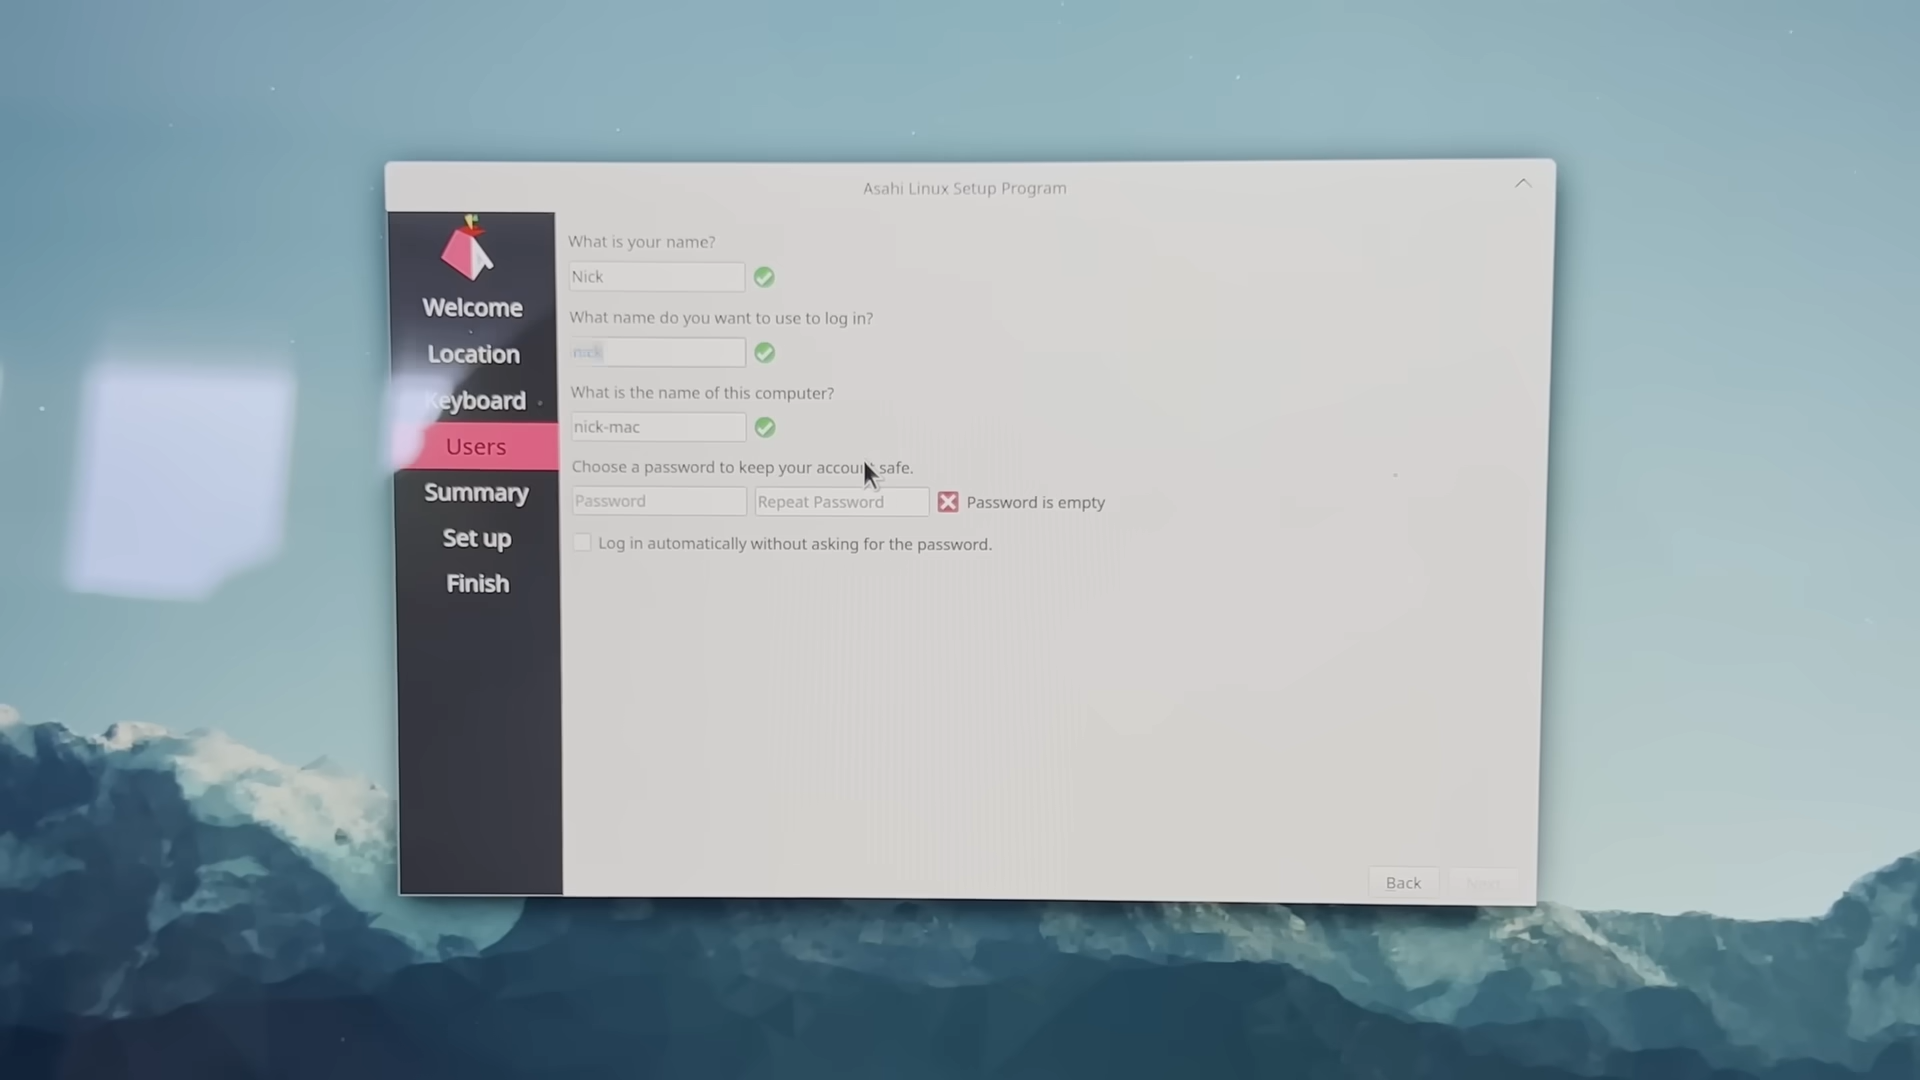 Asahi Linux Setup Program
Welcome
Location
Keyboard
Users
Summary
Set up
Finish
What is your name?
Nick
What name do you want to use to log in?
nick
What is the name of this computer?
nick-mac
Choose a password to keep your account safe.
Password Repeat Password Password is empty
Log in automatically without asking for the password.
Back Next